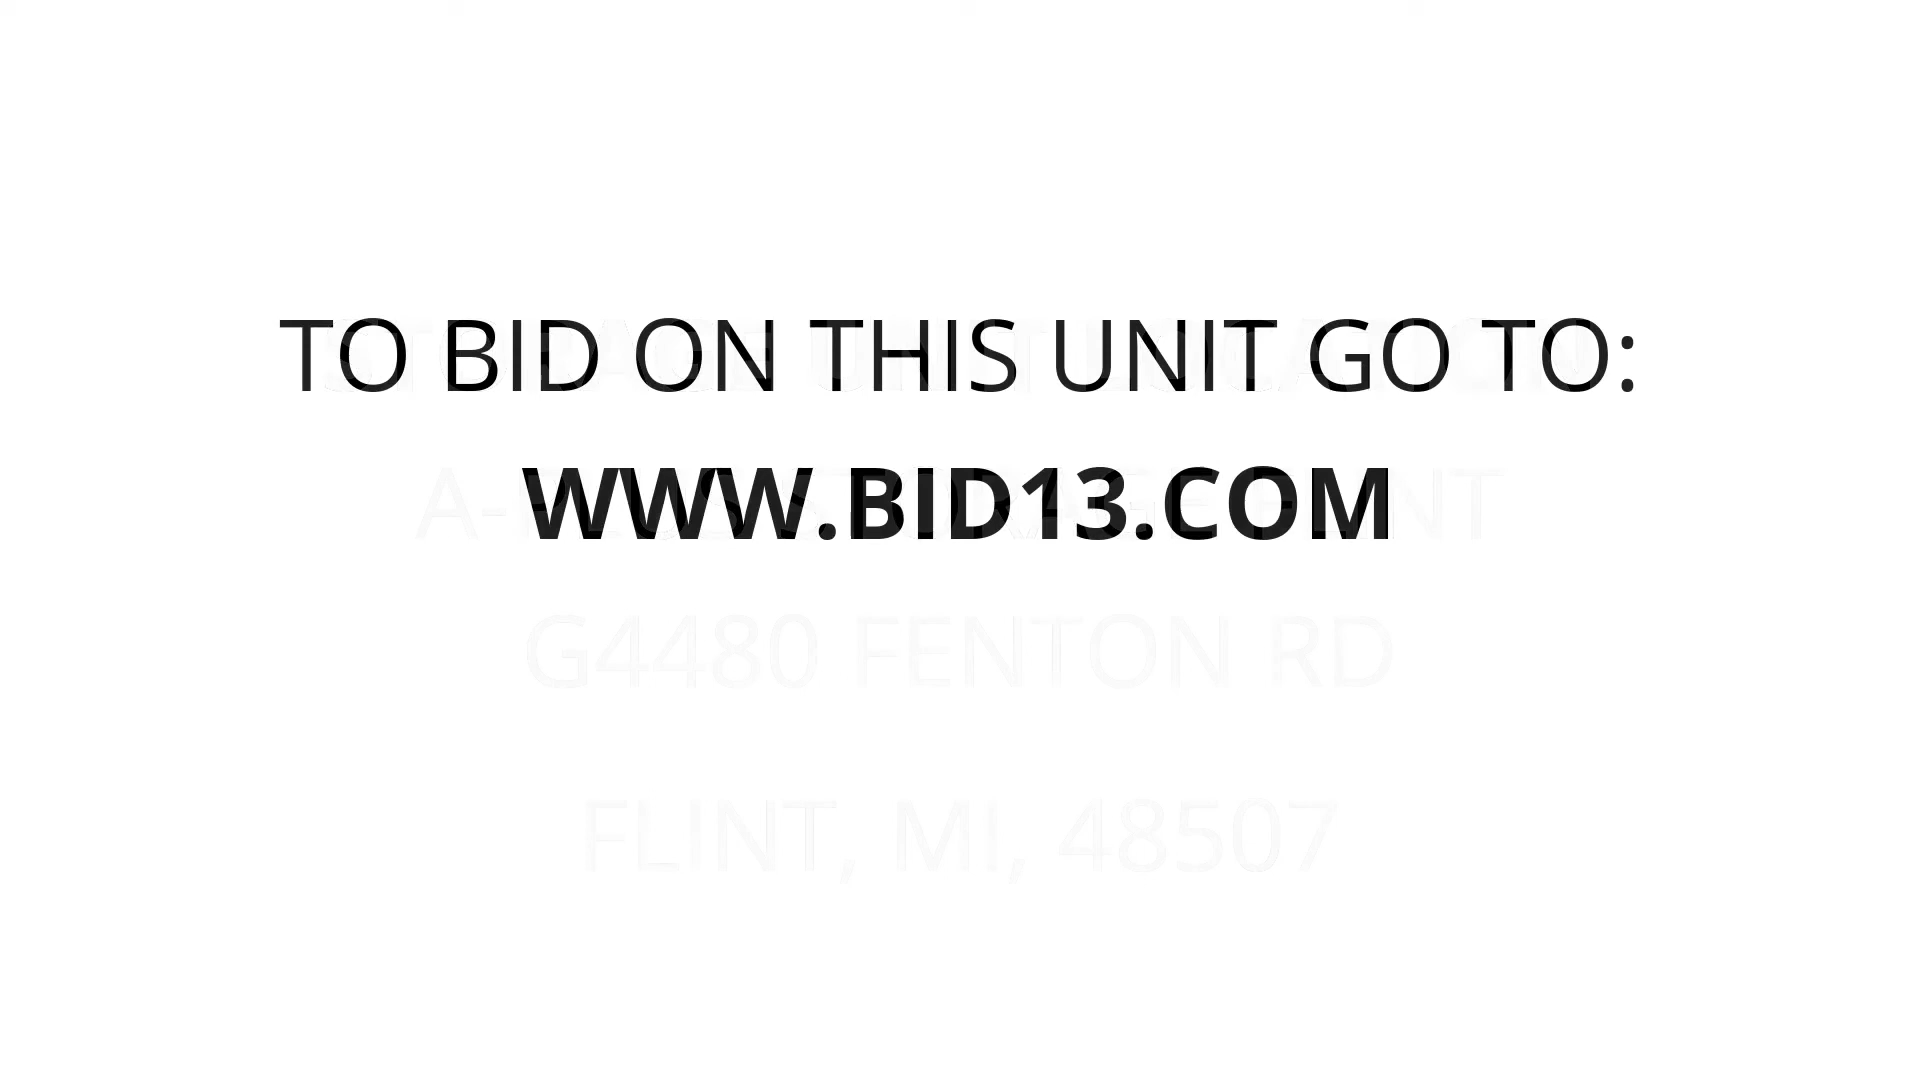 TO BID ON THIS UNIT GO TO:
WWW.BID13.COM
G4480 FENTON RD
FLINT, MI, 48507